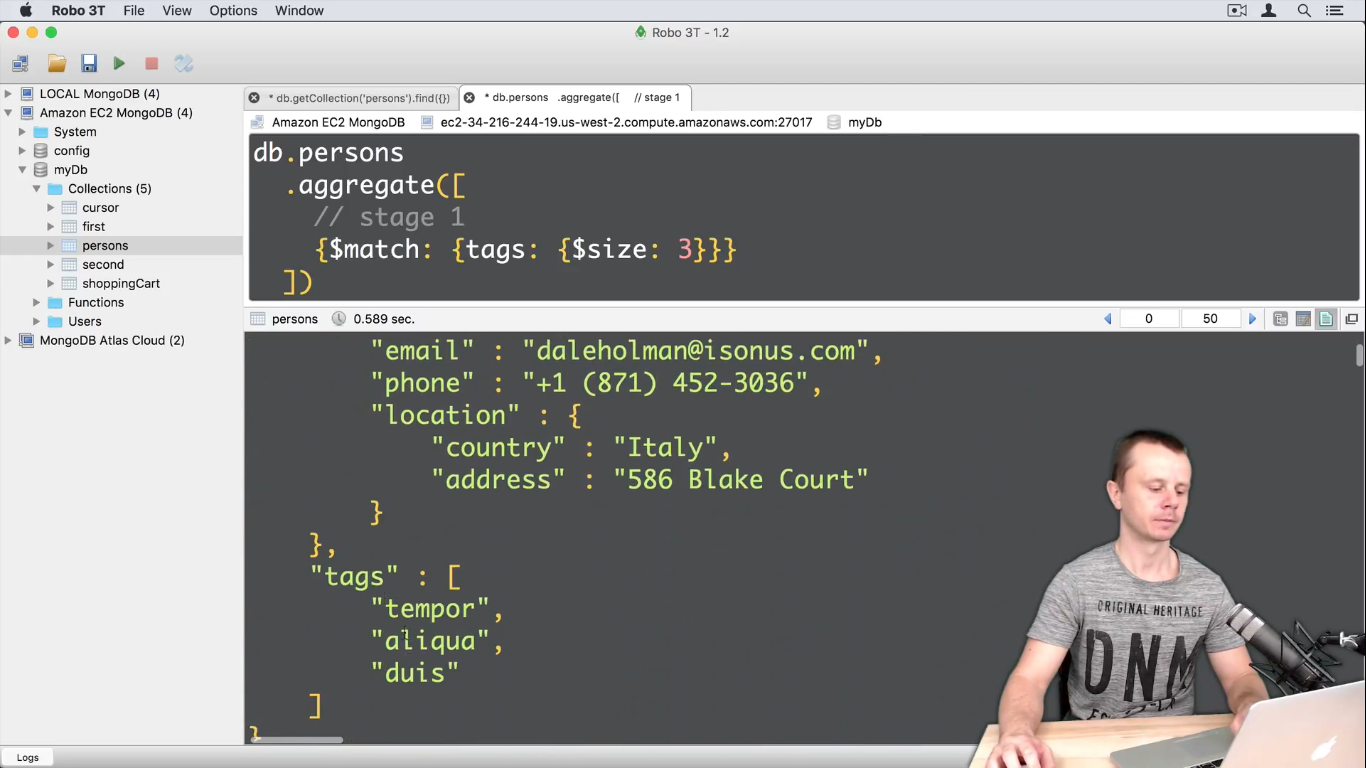 Robo 3T File View Options Window
Robo 3T - 1.2
LOCAL MongoDB (4)
Amazon EC2 MongoDB (4)
System
config
myDb
Collections (5)
cursor
first
persons
second
shoppingCart
Functions
Users
MongoDB Atlas Cloud (2)
* db.getCollection('persons').find({})
* db.persons .aggregate([ // stage 1
Amazon EC2 MongoDB ec2-34-216-244-19.us-west-2.compute.amazonaws.com:27017 myDb
db.persons
.aggregate([
// stage 1
{$match: {tags: {$size: 3}}}
])
persons 0.589 sec. 0 50
"email" : "daleholman@isonus.com",
"phone" : "+1 (871) 452-3036",
"location" : {
"country" : "Italy",
"address" : "586 Blake Court"
}
},
"tags" : [
"tempor",
"aliqua",
"duis"
]
}
ORIGINAL HERITAGE
DNM
Logs